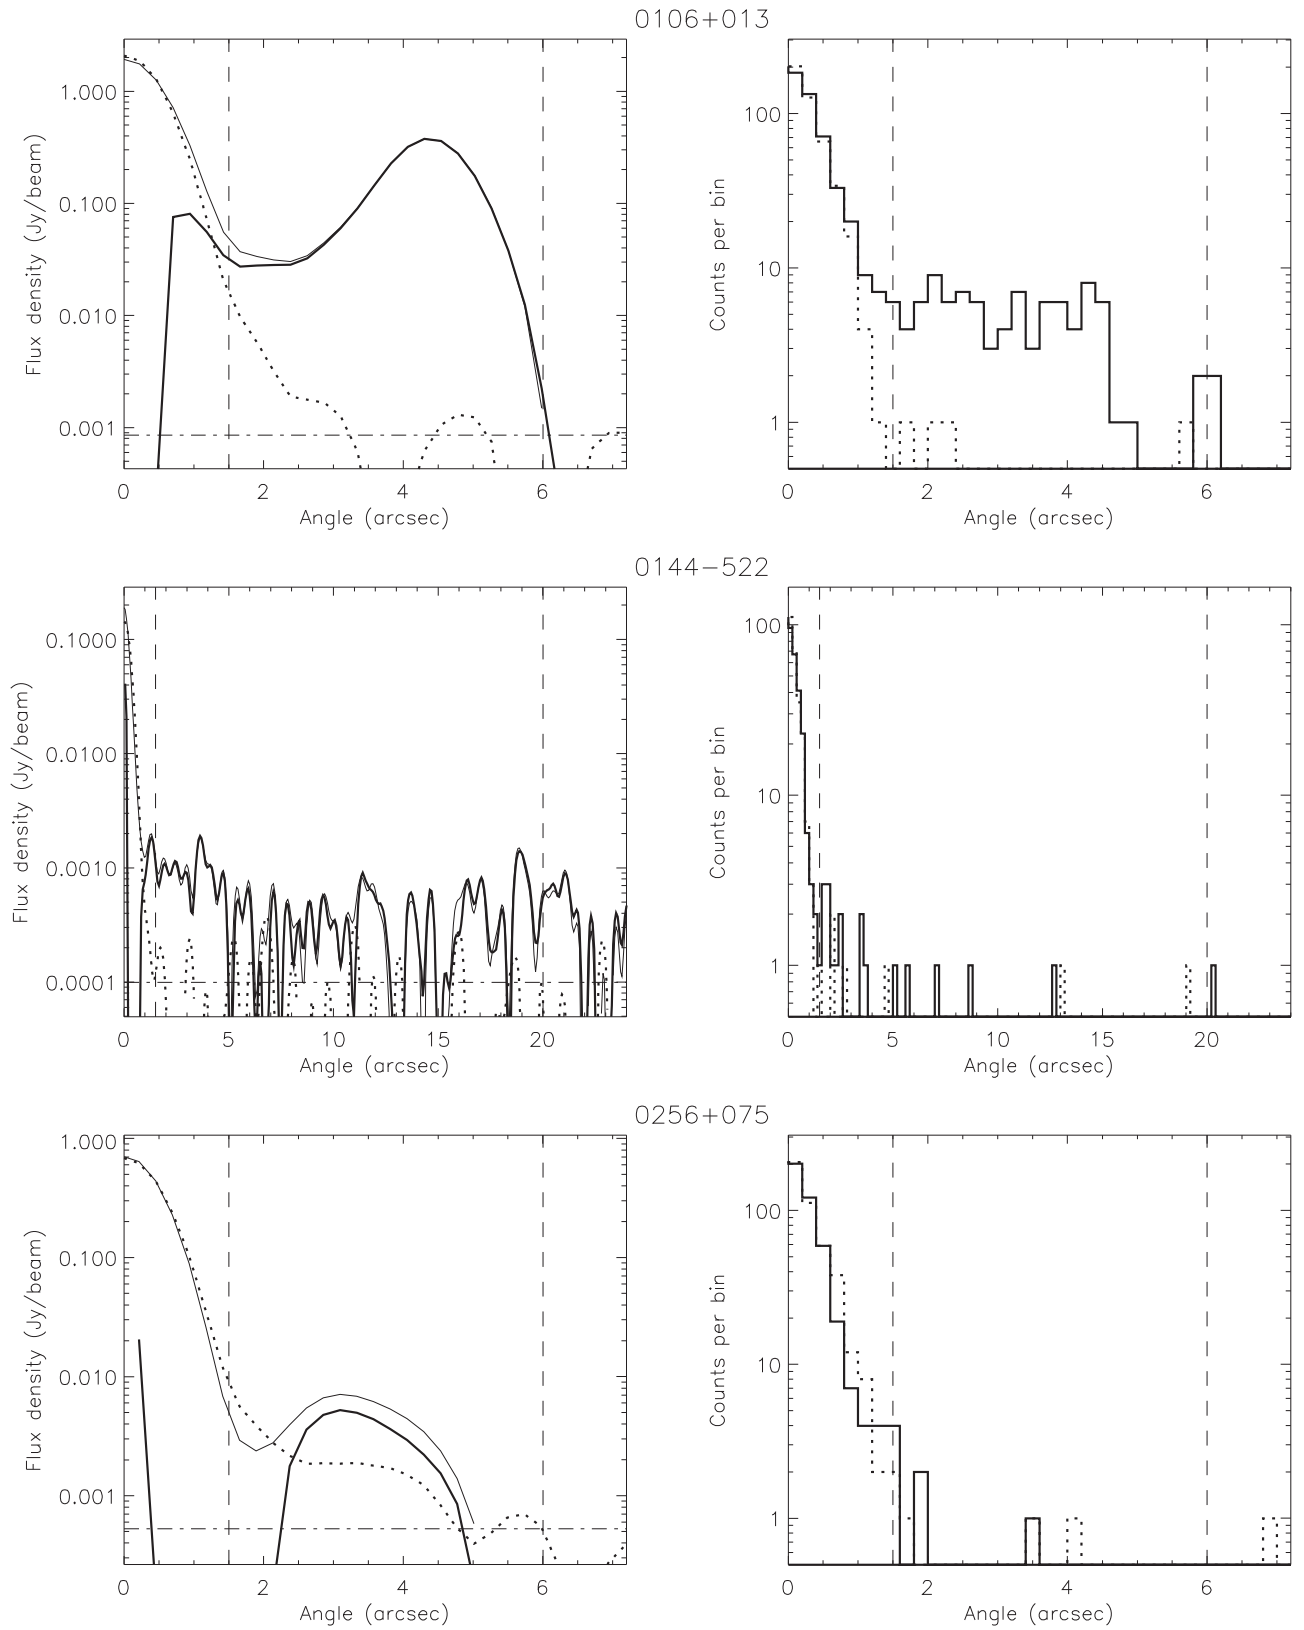 0106+013
1.000
0.100
0.010
0.001
Flux density (Jy/beam)
0 2 4 6
Angle (arcsec)
100
10
1
Counts per bin
0 2 4 6
Angle (arcsec)
0144−522
0.1000
0.0100
0.0010
0.0001
Flux density (Jy/beam)
0 5 10 15 20
Angle (arcsec)
100
10
1
Counts per bin
0 5 10 15 20
Angle (arcsec)
0256+075
1.000
0.100
0.010
0.001
Flux density (Jy/beam)
0 2 4 6
Angle (arcsec)
100
10
1
Counts per bin
0 2 4 6
Angle (arcsec)